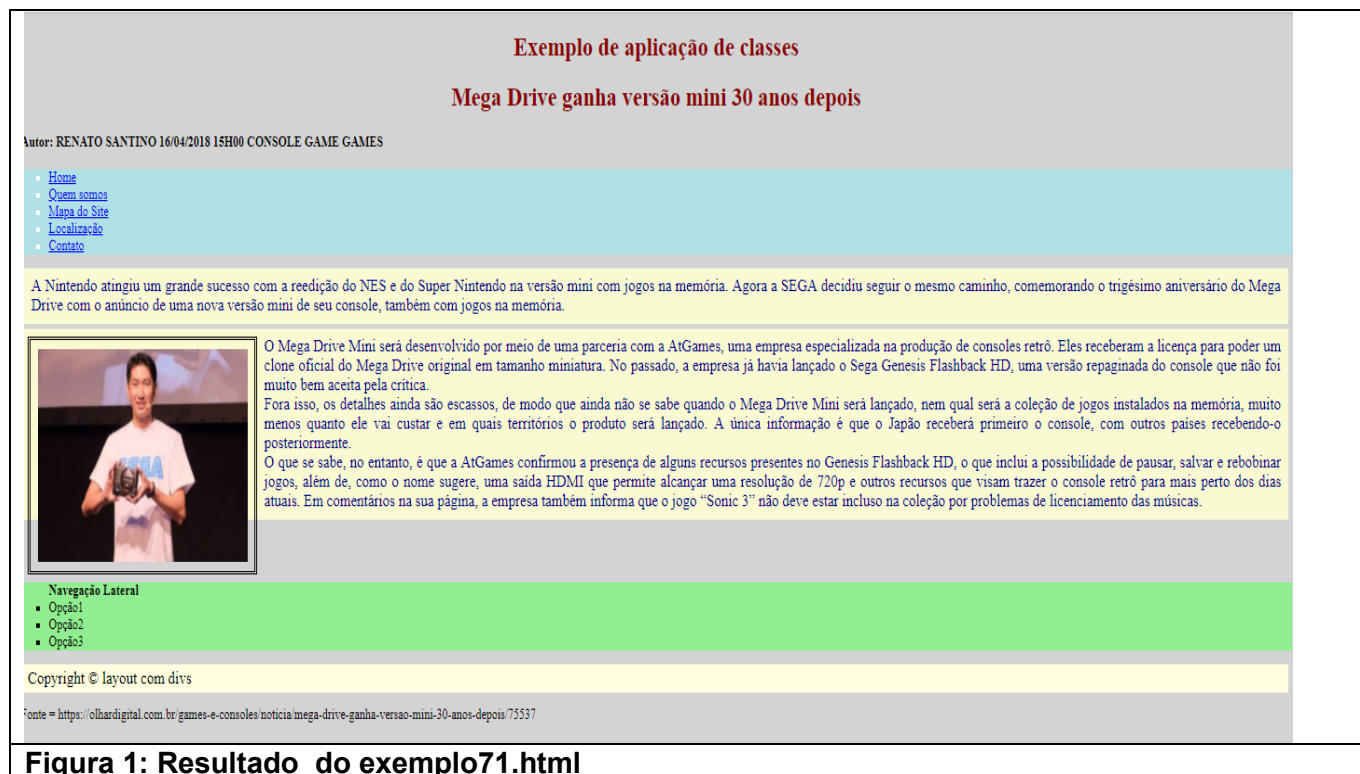 Exemplo de aplicação de classes
Mega Drive ganha versão mini 30 anos depois
Autor: RENATO SANTINO 16/04/2018 15H00 CONSOLE GAME GAMES
Home
Quem somos
Mapa do Site
Localização
Contato
A Nintendo atingiu um grande sucesso com a reedição do NES e do Super Nintendo na versão mini com jogos na memória. Agora a SEGA decidiu seguir o mesmo caminho, comemorando o trigésimo aniversário do Mega
Drive com o anúncio de uma nova versão mini de seu console, também com jogos na memória.
O Mega Drive Mini será desenvolvido por meio de uma parceria com a AtGames, uma empresa especializada na produção de consoles retrô. Eles receberam a licença para poder um
clone oficial do Mega Drive original em tamanho miniatura. No passado, a empresa já havia lançado o Sega Genesis Flashback HD, uma versão repaginada do console que não foi
muito bem aceita pela crítica.
Fora isso, os detalhes ainda são escassos, de modo que ainda não se sabe quando o Mega Drive Mini será lançado, nem qual será a coleção de jogos instalados na memória, muito
menos quanto ele vai custar e em quais territórios o produto será lançado. A única informação é que o Japão receberá primeiro o console, com outros países recebendo-o
posteriormente.
O que se sabe, no entanto, é que a AtGames confirmou a presença de alguns recursos presentes no Genesis Flashback HD, o que inclui a possibilidade de pausar, salvar e rebobinar
jogos, além de, como o nome sugere, uma saída HDMI que permite alcançar uma resolução de 720p e outros recursos que visam trazer o console retrô para mais perto dos dias
atuais. Em comentários na sua página, a empresa também informa que o jogo “Sonic 3” não deve estar incluso na coleção por problemas de licenciamento das músicas.
SEGA
Navegação Lateral
Opção1
Opção2
Opção3
Copyright © layout com divs
Fonte = https://olhardigital.com.br/games-e-consoles/noticia/mega-drive-ganha-versao-mini-30-anos-depois/75537
Figura 1: Resultado do exemplo71.html